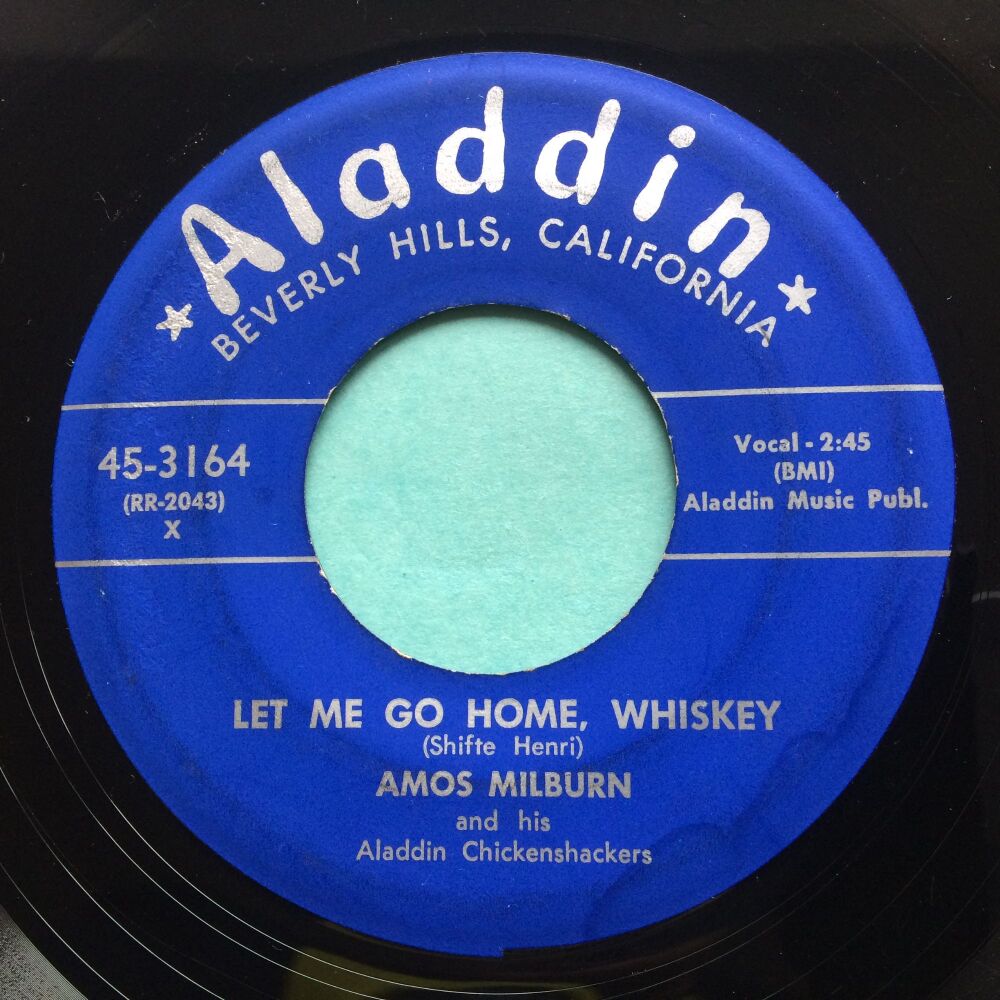 Aladdin
BEVERLY HILLS, CALIFORNIA
45-3164
(RR-2043)
X
Vocal - 2:45
(BMI)
Aladdin Music Publ.
LET ME GO HOME, WHISKEY
(Shifte Henri)
AMOS MILBURN
and his
Aladdin Chickenshackers